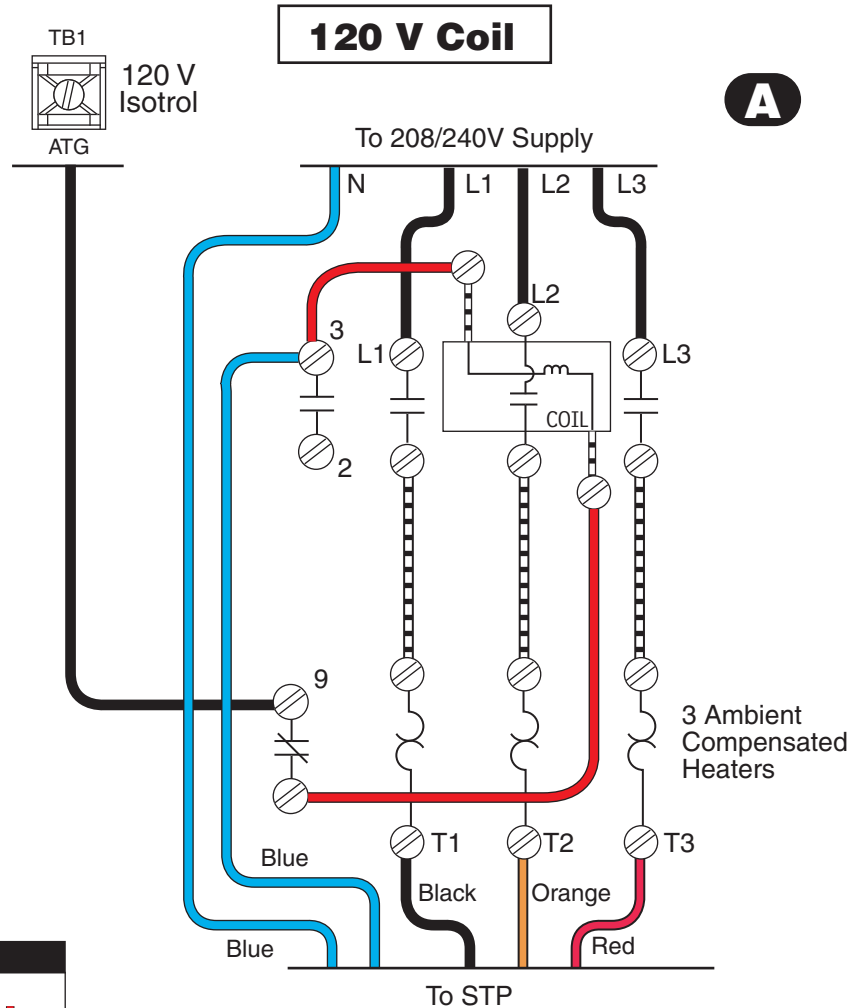 120 V Coil
TB1
120 V
Isotrol
ATG
A
To 208/240V Supply
N
L1
L2
L3
L2
3
L1
L3
COIL
2
9
3 Ambient
Compensated
Heaters
T1
T2
T3
Blue
Black
Orange
Blue
Red
To STP